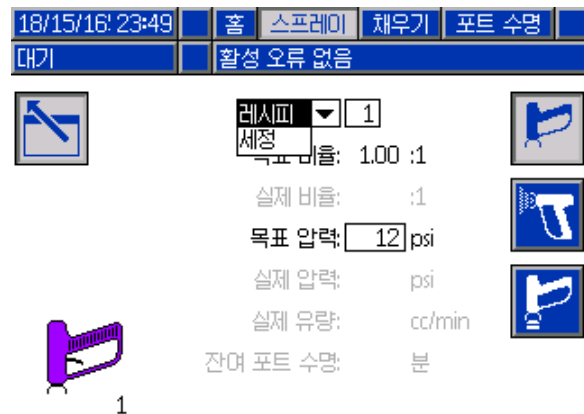 18/15/16 23:49 홈 스프레이 채우기 포트 수명
대기 활성 오류 없음
레시피 1
세정
목표 비율: 1.00 :1
실제 비율: :1
목표 압력: 12 psi
실제 압력: psi
실제 유량: cc/min
잔여 포트 수명: 분
1